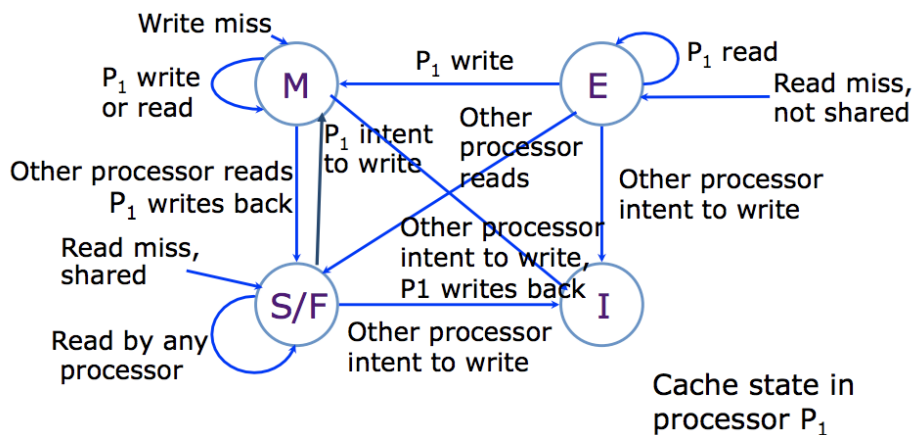 Write miss
M
P₁ write
or read
P₁ write
E
P₁ read
Read miss,
not shared
Other
processor
reads
P₁ intent
to write
Other processor reads
P₁ writes back
Other processor
intent to write
Other processor
intent to write,
P1 writes back
Read miss,
shared
S/F
I
Read by any
processor
Other processor
intent to write
Cache state in
processor P₁